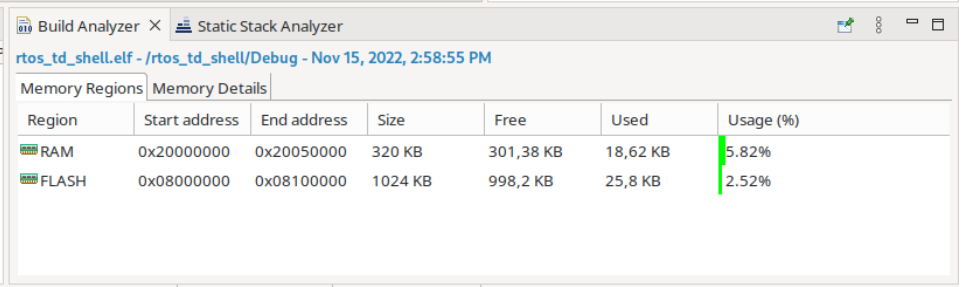 Build Analyzer Static Stack Analyzer
rtos_td_shell.elf - /rtos_td_shell/Debug - Nov 15, 2022, 2:58:55 PM
Memory Regions Memory Details
Region Start address End address Size Free Used Usage (%)
RAM 0x20000000 0x20050000 320 KB 301,38 KB 18,62 KB 5.82%
FLASH 0x08000000 0x08100000 1024 KB 998,2 KB 25,8 KB 2.52%